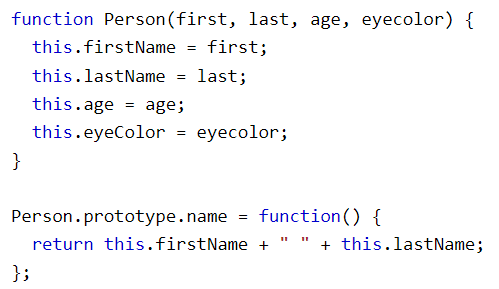 function Person(first, last, age, eyecolor) {
  this.firstName = first;
  this.lastName = last;
  this.age = age;
  this.eyeColor = eyecolor;
}

Person.prototype.name = function() {
  return this.firstName + " " + this.lastName;
};